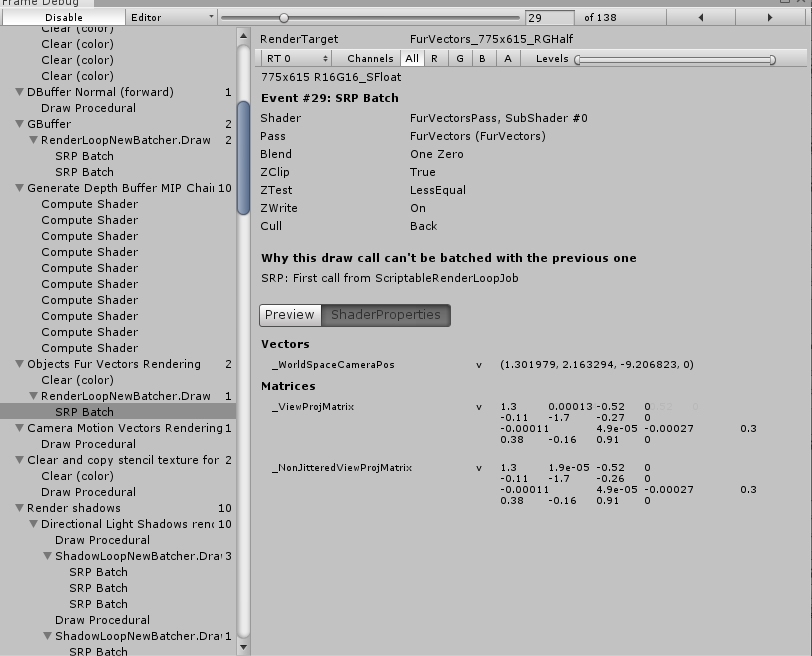 Frame Debug
Disable
Editor
29
of 138
Clear (color)
Clear (color)
Clear (color)
Clear (color)
DBuffer Normal (forward) 1
Draw Procedural
GBuffer 2
RenderLoopNewBatcher.Draw 2
SRP Batch
SRP Batch
Generate Depth Buffer MIP Chai 10
Compute Shader
Compute Shader
Compute Shader
Compute Shader
Compute Shader
Compute Shader
Compute Shader
Compute Shader
Compute Shader
Compute Shader
Objects Fur Vectors Rendering 2
Clear (color)
RenderLoopNewBatcher.Draw 1
SRP Batch
Camera Motion Vectors Rendering 1
Draw Procedural
Clear and copy stencil texture for 2
Clear (color)
Draw Procedural
Render shadows 10
Directional Light Shadows rend 10
Draw Procedural
ShadowLoopNewBatcher.Dra 3
SRP Batch
SRP Batch
SRP Batch
Draw Procedural
ShadowLoopNewBatcher.Dra 1
SRP Batch
RenderTarget FurVectors_775x615_RGHalf
RT 0 Channels All R G B A Levels
775x615 R16G16_SFloat
Event #29: SRP Batch
Shader FurVectorsPass, SubShader #0
Pass FurVectors (FurVectors)
Blend One Zero
ZClip True
ZTest LessEqual
ZWrite On
Cull Back
Why this draw call can't be batched with the previous one
SRP: First call from ScriptableRenderLoopJob
Preview ShaderProperties
Vectors
_WorldSpaceCameraPos v (1.301979, 2.163294, -9.206823, 0)
Matrices
_ViewProjMatrix v 1.3 0.00013 -0.52 0
-0.11 -1.7 -0.27 0
-0.00011 4.9e-05 -0.00027 0.3
0.38 -0.16 0.91 0
_NonJitteredViewProjMatrix v 1.3 1.9e-05 -0.52 0
-0.11 -1.7 -0.26 0
-0.00011 4.9e-05 -0.00027 0.3
0.38 -0.16 0.91 0